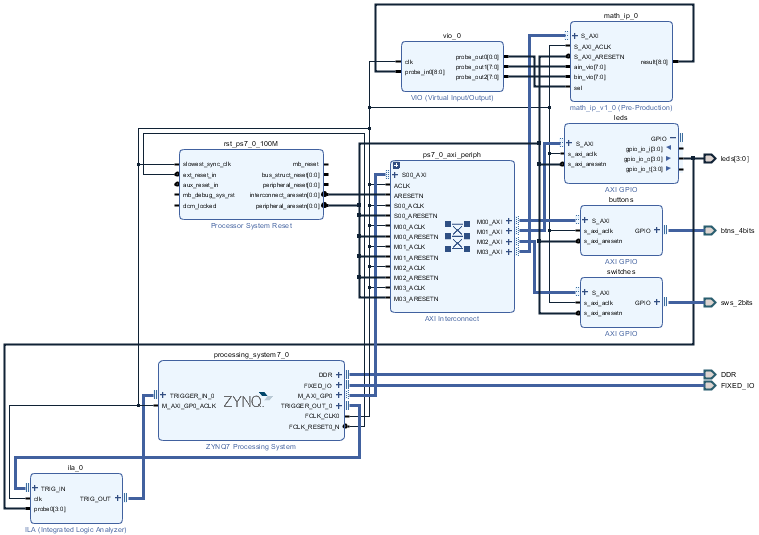 math_ip_0
S_AXI
S_AXI_ACLK
S_AXI_ARESETN
ain_vio[7:0]
bin_vio[7:0]
sel
result[8:0]
math_ip_v1_0 (Pre-Production)
vio_0
clk
probe_in0[8:0]
probe_out0[0:0]
probe_out1[7:0]
probe_out2[7:0]
VIO (Virtual Input/Output)
leds
S_AXI
s_axi_aclk
s_axi_aresetn
GPIO
gpio_io_i[3:0]
gpio_io_o[3:0]
gpio_io_t[3:0]
AXI GPIO
leds[3:0]
rst_ps7_0_100M
slowest_sync_clk
ext_reset_in
aux_reset_in
mb_debug_sys_rst
dcm_locked
mb_reset
bus_struct_reset[0:0]
peripheral_reset[0:0]
interconnect_aresetn[0:0]
peripheral_aresetn[0:0]
Processor System Reset
ps7_0_axi_periph
S00_AXI
ACLK
ARESETN
S00_ACLK
S00_ARESETN
M00_ACLK
M00_ARESETN
M01_ACLK
M01_ARESETN
M02_ACLK
M02_ARESETN
M03_ACLK
M03_ARESETN
M00_AXI
M01_AXI
M02_AXI
M03_AXI
AXI Interconnect
buttons
S_AXI
s_axi_aclk
s_axi_aresetn
GPIO
AXI GPIO
btns_4bits
switches
S_AXI
s_axi_aclk
s_axi_aresetn
GPIO
AXI GPIO
sws_2bits
processing_system7_0
TRIGGER_IN_0
M_AXI_GP0_ACLK
ZYNQ
DDR
FIXED_IO
M_AXI_GP0
TRIGGER_OUT_0
FCLK_CLK0
FCLK_RESET0_N
ZYNQ7 Processing System
DDR
FIXED_IO
ila_0
TRIG_IN
clk
probe0[3:0]
TRIG_OUT
ILA (Integrated Logic Analyzer)